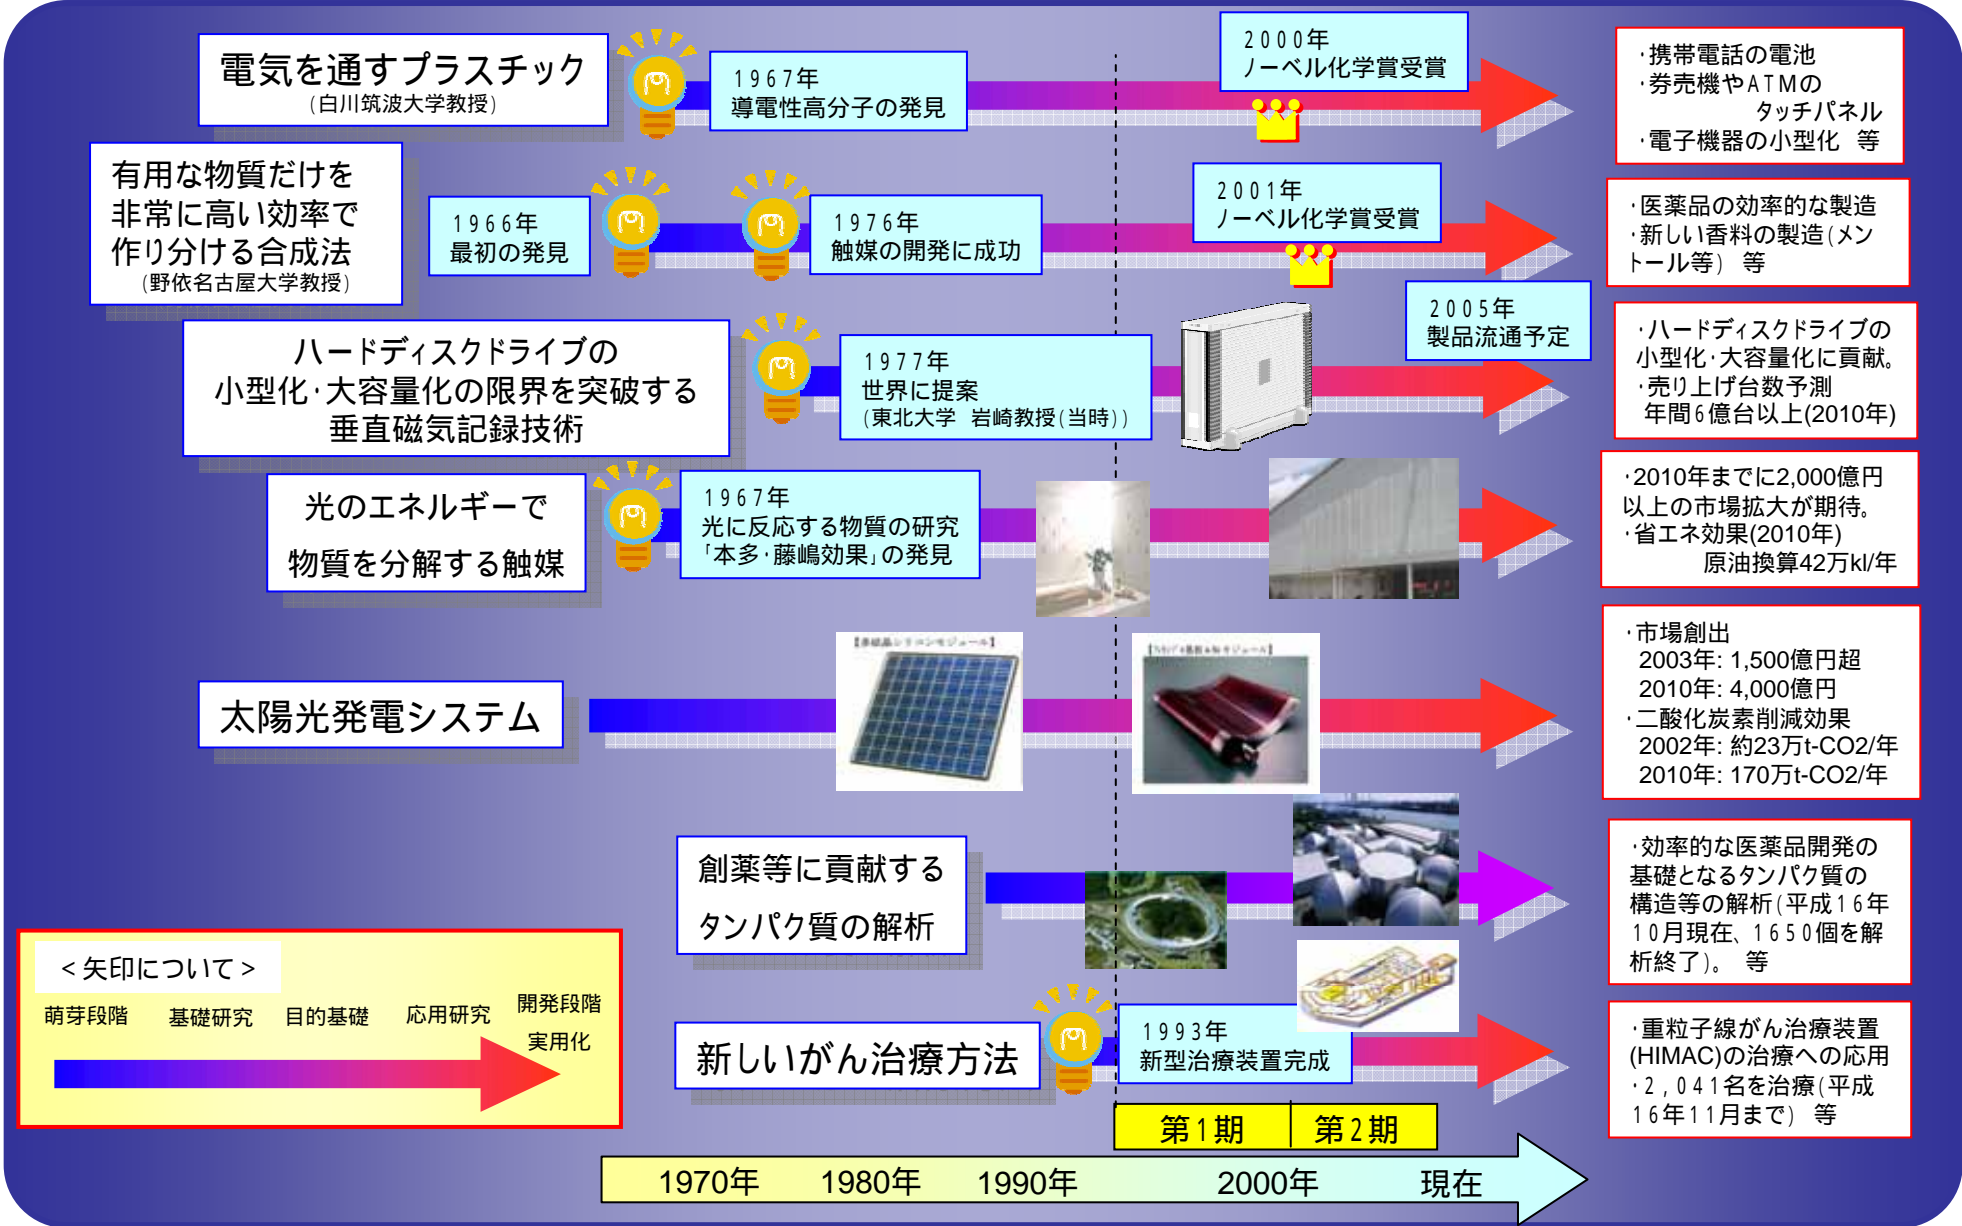 電気を通すプラスチック
(白川筑波大学教授)
1967年
導電性高分子の発見
2000年
ノーベル化学賞受賞
・携帯電話の電池
・券売機やATMの
タッチパネル
・電子機器の小型化 等
有用な物質だけを
非常に高い効率で
作り分ける合成法
(野依名古屋大学教授)
1966年
最初の発見
1976年
触媒の開発に成功
2001年
ノーベル化学賞受賞
・医薬品の効率的な製造
・新しい香料の製造(メン
トール等) 等
ハードディスクドライブの
小型化・大容量化の限界を突破する
垂直磁気記録技術
1977年
世界に提案
(東北大学 岩崎教授(当時))
2005年
製品流通予定
・ハードディスクドライブの
小型化・大容量化に貢献。
・売り上げ台数予測
年間6億台以上(2010年)
光のエネルギーで
物質を分解する触媒
1967年
光に反応する物質の研究
「本多・藤嶋効果」の発見
・2010年までに2,000億円
以上の市場拡大が期待。
・省エネ効果(2010年)
原油換算42万kl/年
太陽光発電システム
・市場創出
2003年: 1,500億円超
2010年: 4,000億円
・二酸化炭素削減効果
2002年: 約23万t-CO2/年
2010年: 170万t-CO2/年
創薬等に貢献する
タンパク質の解析
・効率的な医薬品開発の
基礎となるタンパク質の
構造等の解析(平成16年
10月現在、1650個を解
析終了)。 等
新しいがん治療方法
1993年
新型治療装置完成
・重粒子線がん治療装置
(HIMAC)の治療への応用
・2,041名を治療(平成
16年11月まで) 等
<矢印について>
萌芽段階 基礎研究 目的基礎 応用研究 開発段階
実用化
第1期 第2期
1970年 1980年 1990年 2000年 現在